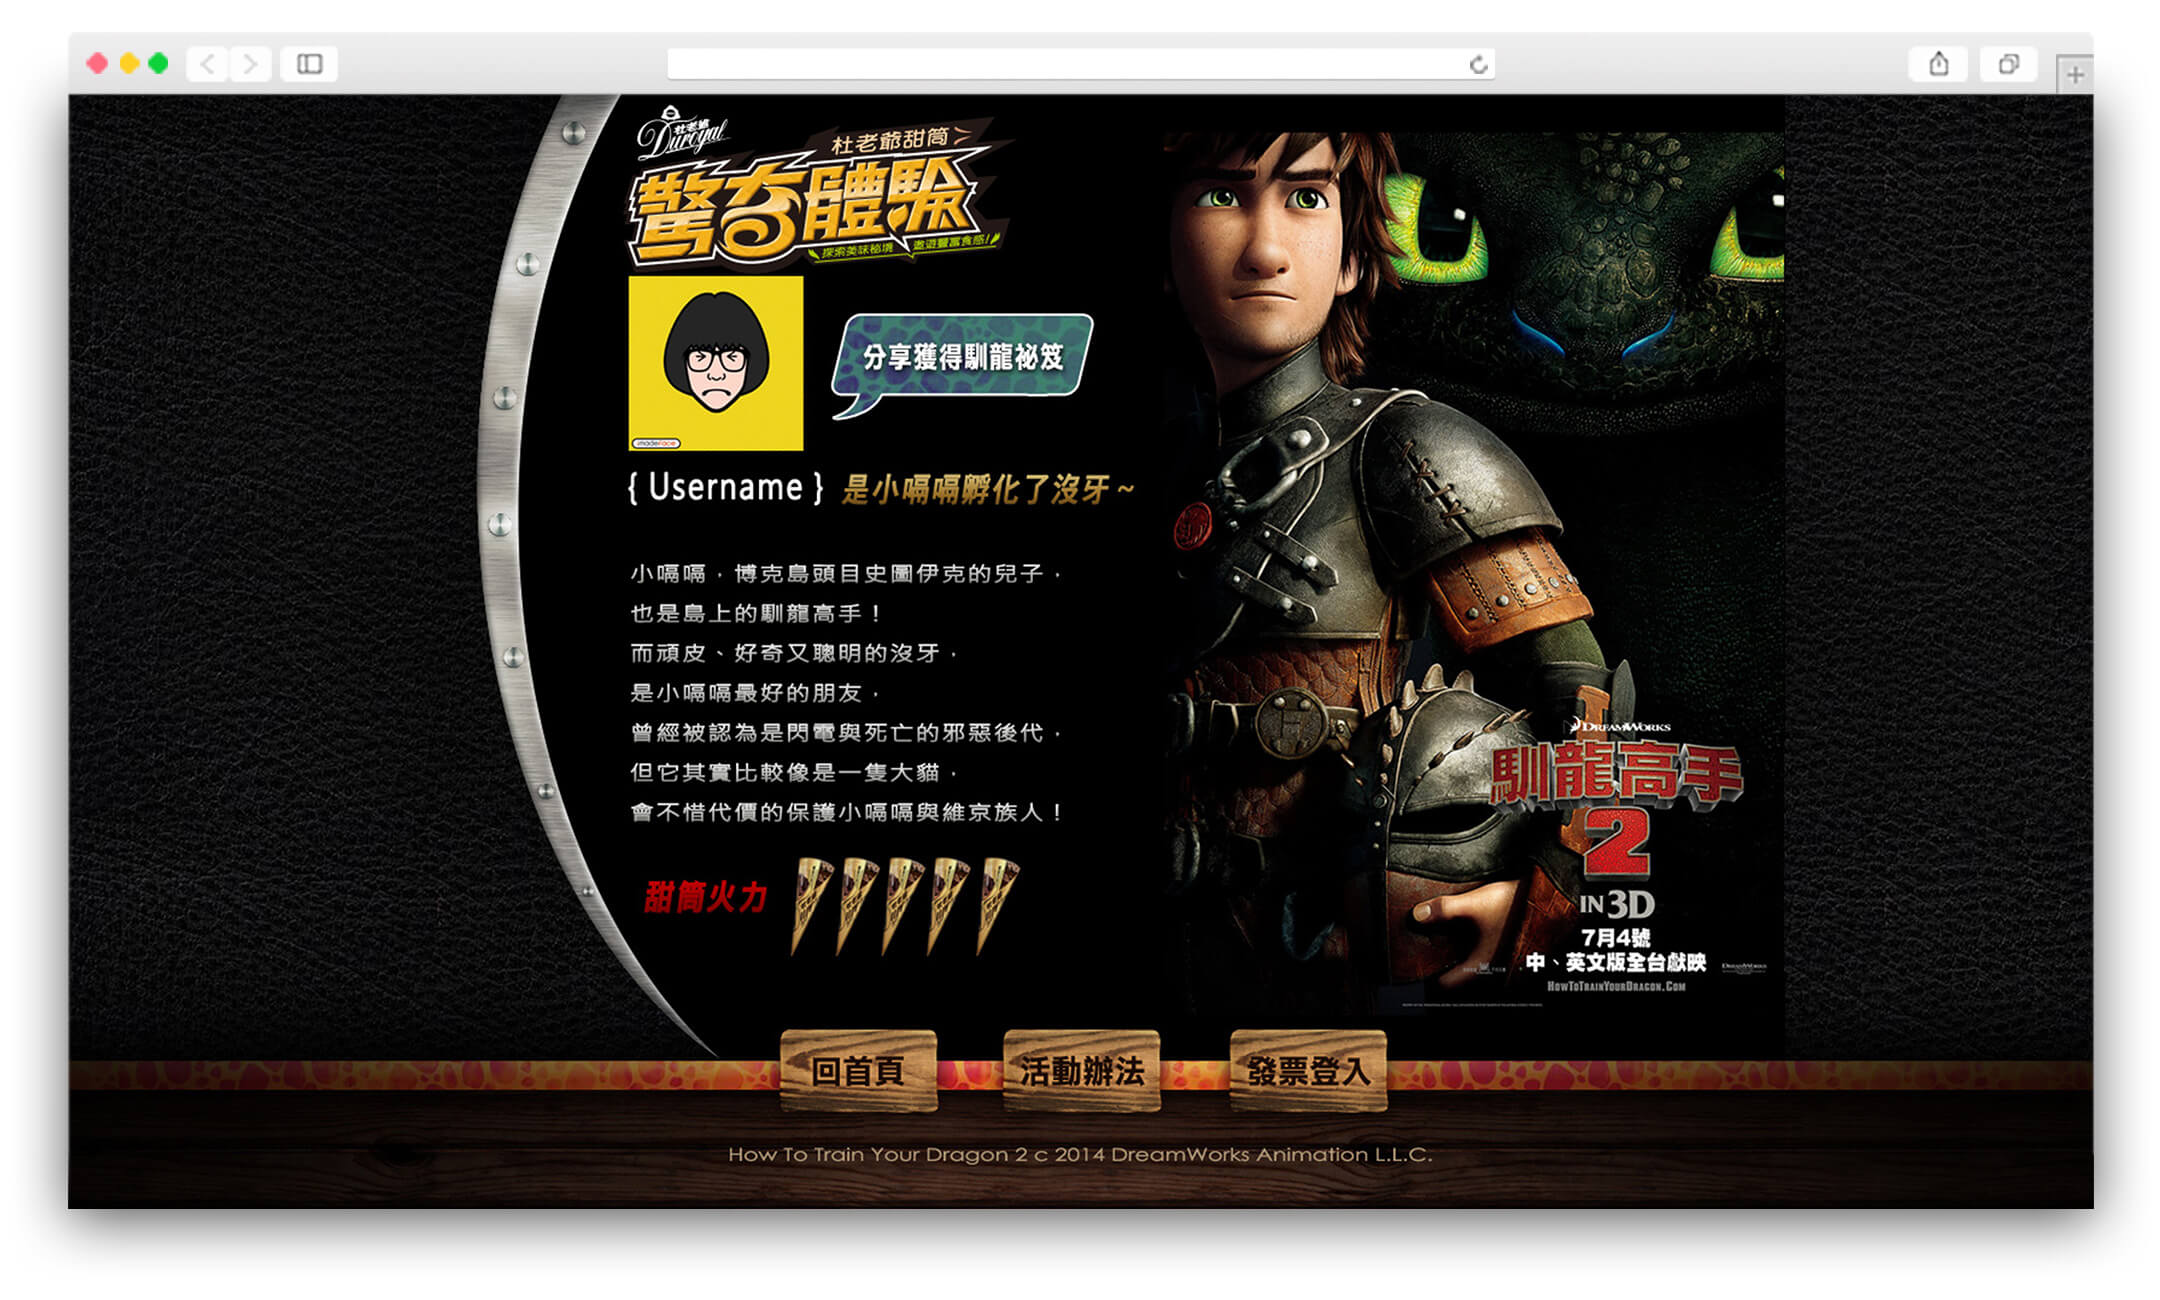 杜老爺
Duroyal
杜老爺甜筒
驚奇體驗
探索美味秘境 遨遊豐富食感!
分享獲得馴龍祕笈
imadeface
{ Username } 是小嗝嗝孵化了沒牙~
小嗝嗝，博克島頭目史圖伊克的兒子，
也是島上的馴龍高手！
而頑皮、好奇又聰明的沒牙，
是小嗝嗝最好的朋友，
曾經被認為是閃電與死亡的邪惡後代，
但它其實比較像是一隻大貓，
會不惜代價的保護小嗝嗝與維京族人！
甜筒火力
DREAMWORKS
馴龍高手
2
IN 3D
7月4號
中、英文版全台獻映
DREAMWORKS
HOWTOTRAINYOURDRAGON.COM
回首頁
活動辦法
發票登入
How To Train Your Dragon 2 c 2014 DreamWorks Animation L.L.C.